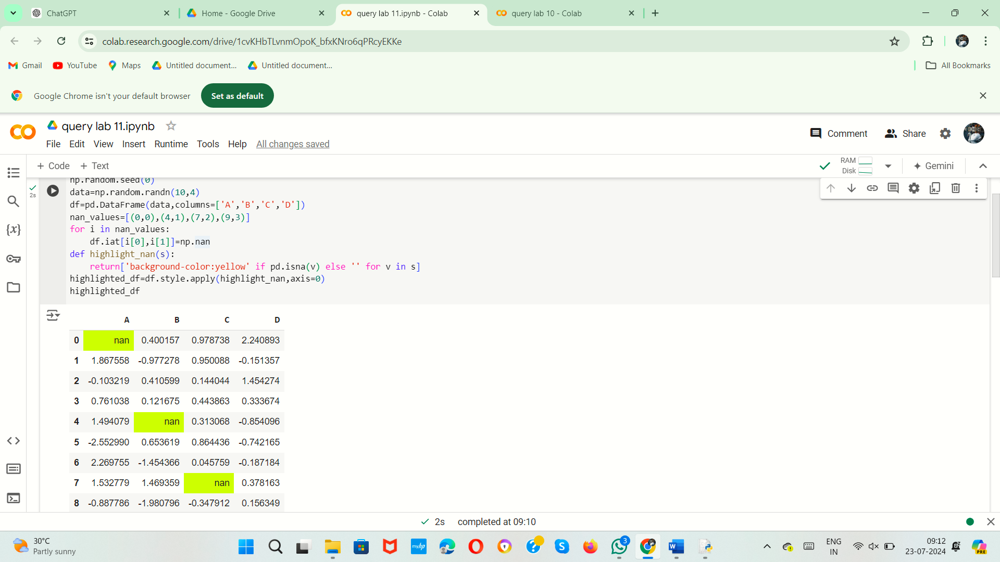 ChatGPT
Home - Google Drive
query lab 11.ipynb - Colab
query lab 10 - Colab
colab.research.google.com/drive/1cvKHbTLvnmOpoK_bfxKNro6qPRcyEKKe
Gmail
YouTube
Maps
Untitled document...
Untitled document...
All Bookmarks
Google Chrome isn't your default browser
Set as default
query lab 11.ipynb
File Edit View Insert Runtime Tools Help All changes saved
Comment
Share
+ Code + Text
RAM
Disk
Gemini
2s
np.random.seed(0)
data=np.random.randn(10,4)
df=pd.DataFrame(data,columns=['A','B','C','D'])
nan_values=[(0,0),(4,1),(7,2),(9,3)]
for i in nan_values:
df.iat[i[0],i[1]]=np.nan
def highlight_nan(s):
return['background-color:yellow' if pd.isna(v) else '' for v in s]
highlighted_df=df.style.apply(highlight_nan,axis=0)
highlighted_df
A B C D
0 nan 0.400157 0.978738 2.240893
1 1.867558 -0.977278 0.950088 -0.151357
2 -0.103219 0.410599 0.144044 1.454274
3 0.761038 0.121675 0.443863 0.333674
4 1.494079 nan 0.313068 -0.854096
5 -2.552990 0.653619 0.864436 -0.742165
6 2.269755 -1.454366 0.045759 -0.187184
7 1.532779 1.469359 nan 0.378163
8 -0.887786 -1.980796 -0.347912 0.156349
2s completed at 09:10
30°C
Partly sunny
myhp
3
ENG
IN
09:12
23-07-2024
PRE